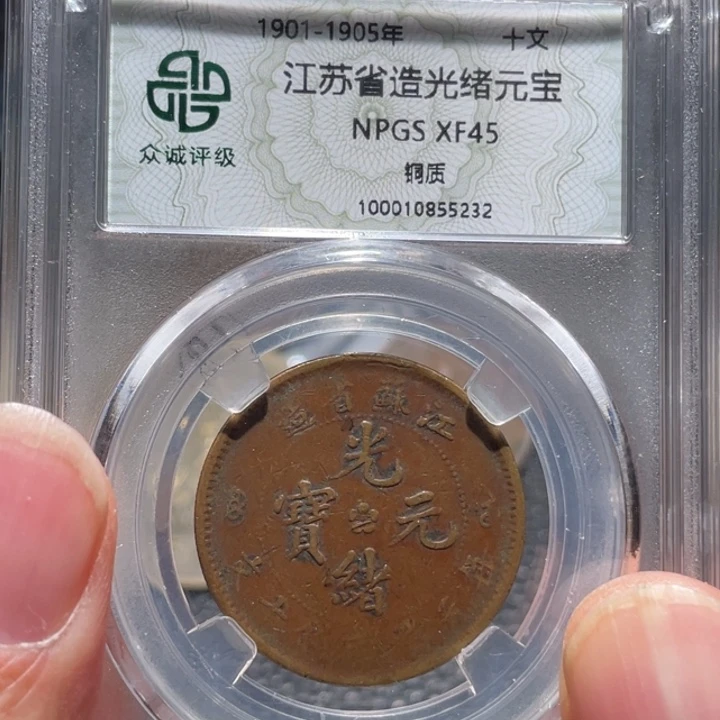 1901-1905年 十文
江苏省造光绪元宝
NPGS XF45
众诚评级
铜质
100010855232
江蘇省造
光
寶 元
緒